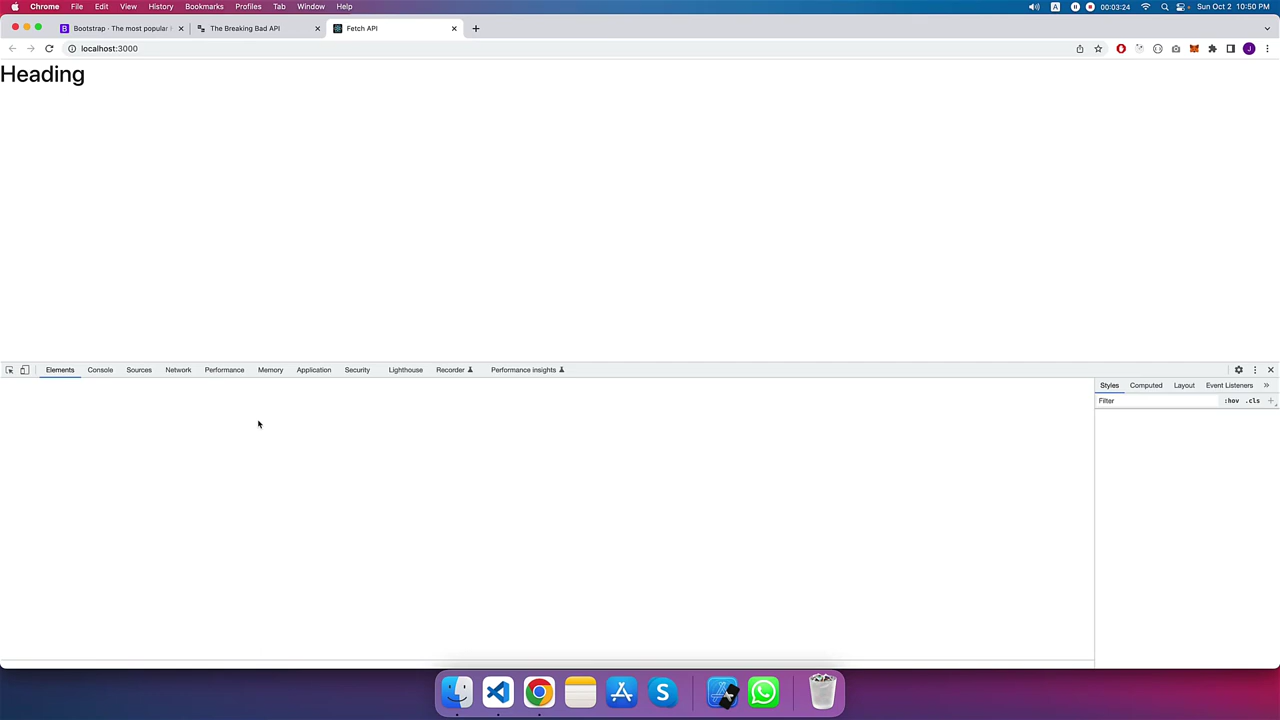 Chrome File Edit View History Bookmarks Profiles Tab Window Help A 00:03:24 Sun Oct 2 10:50 PM
Bootstrap · The most popular The Breaking Bad API Fetch API
localhost:3000 J
Heading
Elements Console Sources Network Performance Memory Application Security Lighthouse Recorder Performance insights
Styles Computed Layout Event Listeners »
Filter :hov .cls +
S